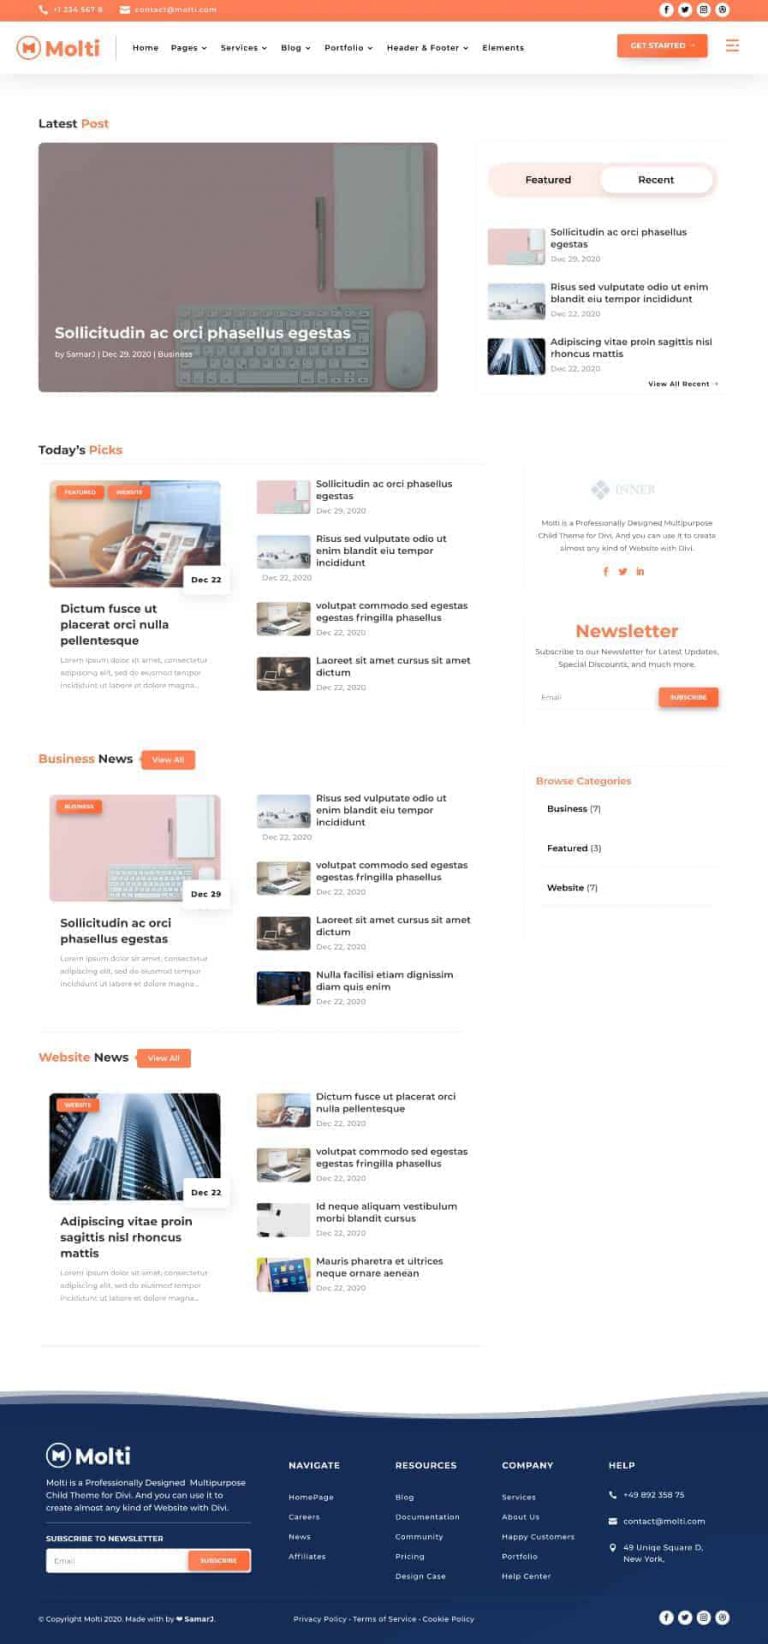 +1 234 567 8 contact@molti.com
Molti
Home Pages Services Blog Portfolio Header & Footer Elements
GET STARTED →
Latest Post
Sollicitudin ac orci phasellus egestas
by SamarJ | Dec 29, 2020 | Business
Featured Recent
Sollicitudin ac orci phasellus
egestas
Dec 29, 2020
Risus sed vulputate odio ut enim
blandit eiu tempor incididunt
Dec 22, 2020
Adipiscing vitae proin sagittis nisl
rhoncus mattis
Dec 22, 2020
View All Recent →
Today's Picks
FEATURED WEBSITE
Dec 22
Dictum fusce ut
placerat orci nulla
pellentesque
Lorem ipsum dolor sit amet, consectetur
adipiscing elit, sed do eiusmod tempor
incididunt ut labore et dolore magna...
Sollicitudin ac orci phasellus
egestas
Dec 29, 2020
Risus sed vulputate odio ut
enim blandit eiu tempor
incididunt
Dec 22, 2020
volutpat commodo sed egestas
egestas fringilla phasellus
Dec 22, 2020
Laoreet sit amet cursus sit amet
dictum
Dec 22, 2020
INNER
Molti is a Professionally Designed Multipurpose
Child Theme for Divi. And you can use it to create
almost any kind of Website with Divi.
Newsletter
Subscribe to our Newsletter for Latest Updates,
Special Discounts, and much more.
Email
SUBSCRIBE
Business News View All
BUSINESS
Dec 29
Sollicitudin ac orci
phasellus egestas
Lorem ipsum dolor sit amet, consectetur
adipiscing elit, sed do eiusmod tempor
incididunt ut labore et dolore magna...
Risus sed vulputate odio ut
enim blandit eiu tempor
incididunt
Dec 22, 2020
volutpat commodo sed egestas
egestas fringilla phasellus
Dec 22, 2020
Laoreet sit amet cursus sit amet
dictum
Dec 22, 2020
Nulla facilisi etiam dignissim
diam quis enim
Dec 22, 2020
Browse Categories
Business (7)
Featured (3)
Website (7)
Website News View All
WEBSITE
Dec 22
Adipiscing vitae proin
sagittis nisl rhoncus
mattis
Lorem ipsum dolor sit amet, consectetur
adipiscing elit, sed do eiusmod tempor
incididunt ut labore et dolore magna...
Dictum fusce ut placerat orci
nulla pellentesque
Dec 22, 2020
volutpat commodo sed egestas
egestas fringilla phasellus
Dec 22, 2020
Id neque aliquam vestibulum
morbi blandit cursus
Dec 22, 2020
Mauris pharetra et ultrices
neque ornare aenean
Dec 22, 2020
Molti
Molti is a Professionally Designed Multipurpose
Child Theme for Divi. And you can use it to
create almost any kind of Website with Divi.
SUBSCRIBE TO NEWSLETTER
Email
SUBSCRIBE
NAVIGATE
HomePage
Careers
News
Affiliates
RESOURCES
Blog
Documentation
Community
Pricing
Design Case
COMPANY
Services
About Us
Happy Customers
Portfolio
Help Center
HELP
+49 892 358 75
contact@molti.com
49 Uniqe Square D,
New York,
© Copyright Molti 2020. Made with by ❤ SamarJ.
Privacy Policy - Terms of Service - Cookie Policy